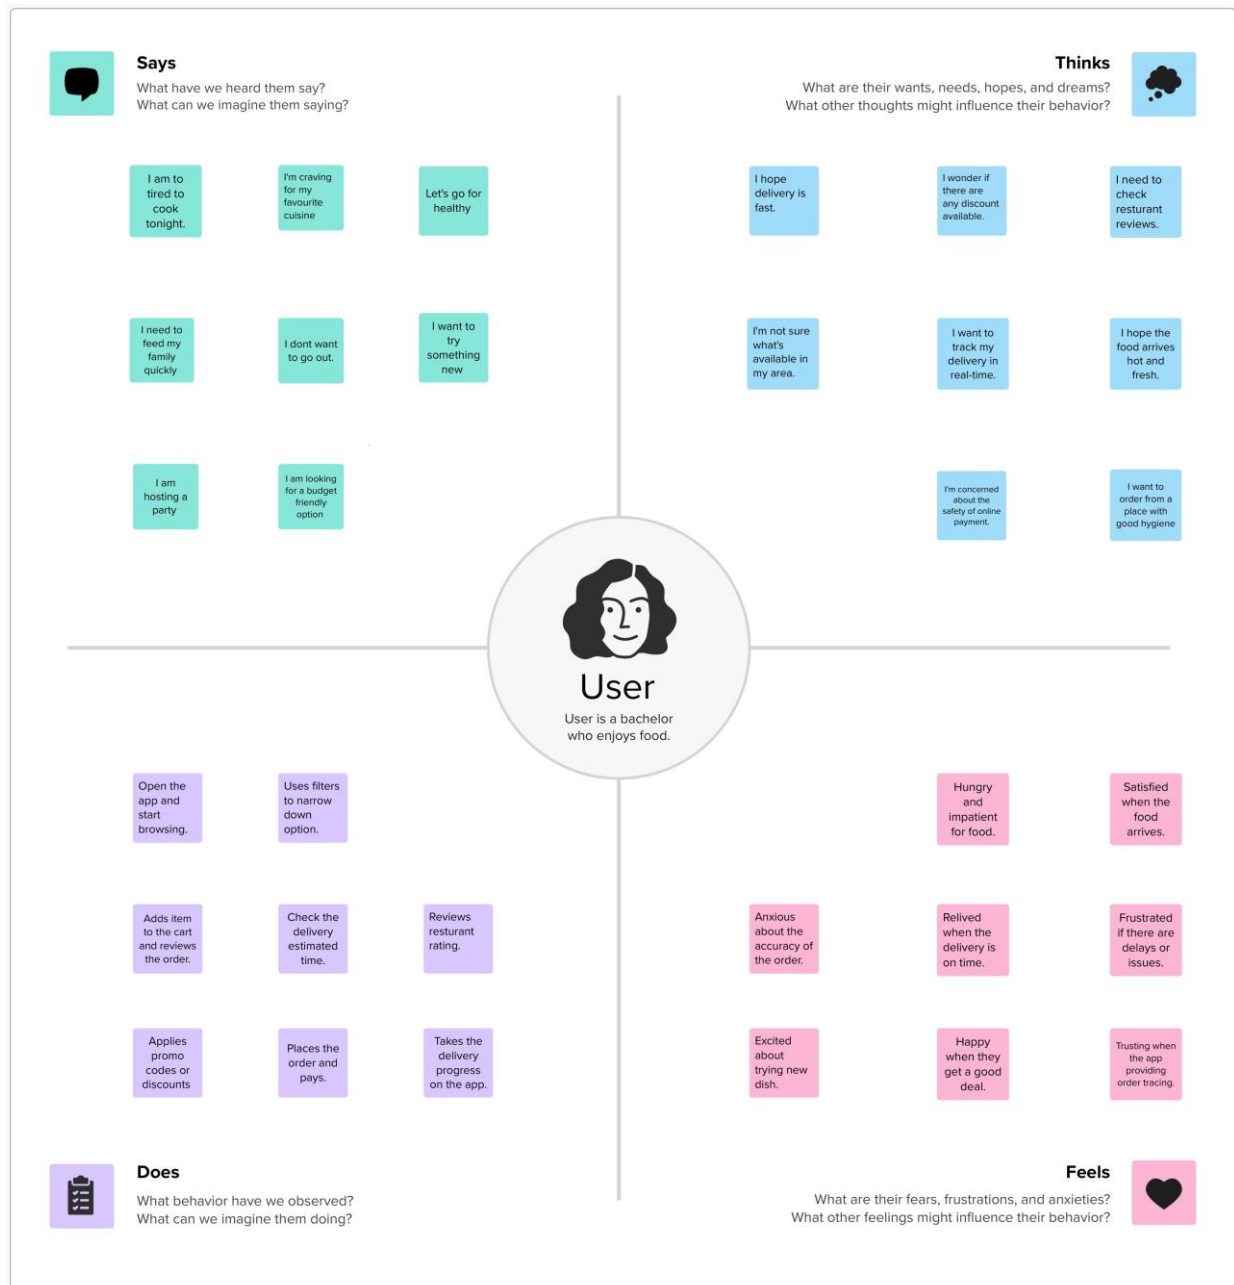 Says
What have we heard them say?
What can we imagine them saying?
I am to
tired to
cook
tonight.
I'm craving
for my
favourite
cuisine
Let's go for
healthy
I need to
feed my
family
quickly
I dont want
to go out.
I want to
try
something
new
I am
hosting a
party
I am looking
for a budget
friendly
option
Thinks
What are their wants, needs, hopes, and dreams?
What other thoughts might influence their behavior?
I hope
delivery is
fast.
I wonder if
there are
any discount
available.
I need to
check
resturant
reviews.
I'm not sure
what's
available in
my area.
I want to
track my
delivery in
real-time.
I hope the
food arrives
hot and
fresh.
I'm concerned
about the
safety of online
payment.
I want to
order from a
place with
good hygiene
User
User is a bachelor
who enjoys food.
Open the
app and
start
browsing.
Uses filters
to narrow
down
option.
Adds item
to the cart
and reviews
the order.
Check the
delivery
estimated
time.
Reviews
resturant
rating.
Applies
promo
codes or
discounts
Places the
order and
pays.
Takes the
delivery
progress
on the app.
Does
What behavior have we observed?
What can we imagine them doing?
Hungry
and
impatient
for food.
Satisfied
when the
food
arrives.
Anxious
about the
accuracy of
the order.
Relived
when the
delivery is
on time.
Frustrated
if there are
delays or
issues.
Excited
about
trying new
dish.
Happy
when they
get a good
deal.
Trusting when
the app
providing
order tracing.
Feels
What are their fears, frustrations, and anxieties?
What other feelings might influence their behavior?